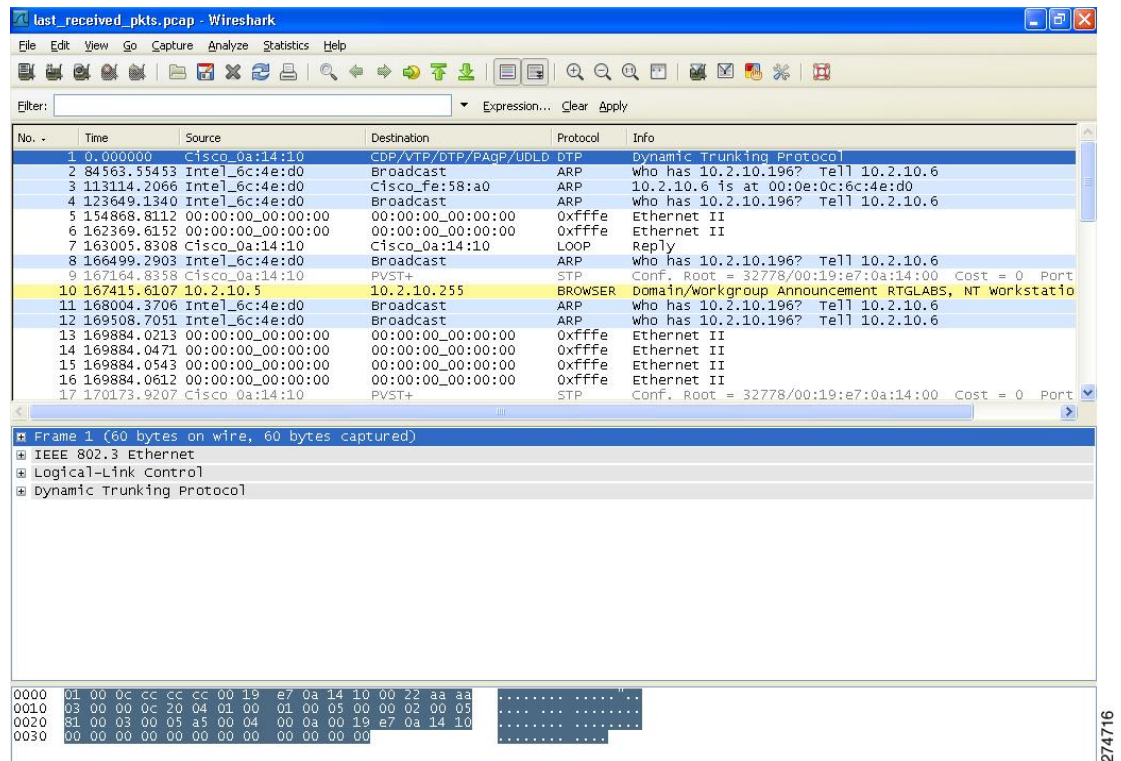 last_received_pkts.pcap - Wireshark
File Edit View Go Capture Analyze Statistics Help
Filter: Expression... Clear Apply
No. - Time Source Destination Protocol Info
1 0.000000 Cisco_0a:14:10 CDP/VTP/DTP/PAgP/UDLD DTP Dynamic Trunking Protocol
2 84563.55453 Intel_6c:4e:d0 Broadcast ARP who has 10.2.10.196? Tell 10.2.10.6
3 113114.2066 Intel_6c:4e:d0 Cisco_fe:58:a0 ARP 10.2.10.6 is at 00:0e:0c:6c:4e:d0
4 123649.1340 Intel_6c:4e:d0 Broadcast ARP who has 10.2.10.196? Tell 10.2.10.6
5 154868.8112 00:00:00_00:00:00 00:00:00_00:00:00 0xfffe Ethernet II
6 162369.6152 00:00:00_00:00:00 00:00:00_00:00:00 0xfffe Ethernet II
7 163005.8308 Cisco_0a:14:10 Cisco_0a:14:10 LOOP Reply
8 166499.2903 Intel_6c:4e:d0 Broadcast ARP who has 10.2.10.196? Tell 10.2.10.6
9 167164.8358 Cisco_0a:14:10 PVST+ STP Conf. Root = 32778/00:19:e7:0a:14:00 Cost = 0 Port
10 167415.6107 10.2.10.5 10.2.10.255 BROWSER Domain/Workgroup Announcement RTGLABS, NT Workstatio
11 168004.3706 Intel_6c:4e:d0 Broadcast ARP who has 10.2.10.196? Tell 10.2.10.6
12 169508.7051 Intel_6c:4e:d0 Broadcast ARP who has 10.2.10.196? Tell 10.2.10.6
13 169884.0213 00:00:00_00:00:00 00:00:00_00:00:00 0xfffe Ethernet II
14 169884.0471 00:00:00_00:00:00 00:00:00_00:00:00 0xfffe Ethernet II
15 169884.0543 00:00:00_00:00:00 00:00:00_00:00:00 0xfffe Ethernet II
16 169884.0612 00:00:00_00:00:00 00:00:00_00:00:00 0xfffe Ethernet II
17 170173.9207 Cisco_0a:14:10 PVST+ STP Conf. Root = 32778/00:19:e7:0a:14:00 Cost = 0 Port
Frame 1 (60 bytes on wire, 60 bytes captured)
IEEE 802.3 Ethernet
Logical-Link Control
Dynamic Trunking Protocol
0000 01 00 0c cc cc cc 00 19 e7 0a 14 10 00 22 aa aa ........ ....."..
0010 03 00 00 0c 20 04 01 00 01 00 05 00 00 02 00 05 ........ ........
0020 81 00 03 00 05 a5 00 04 00 0a 00 19 e7 0a 14 10 ........ ........
0030 00 00 00 00 00 00 00 00 00 00 00 00 ........ ....
274716